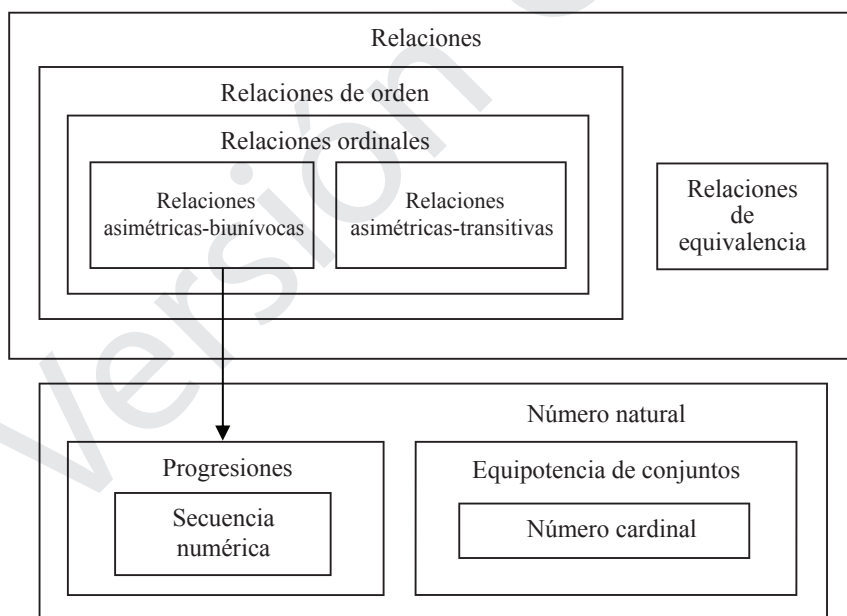 Relaciones
Relaciones de orden
Relaciones ordinales
Relaciones
asimétricas-biunívocas
Relaciones
asimétricas-transitivas
Relaciones
de
equivalencia
Número natural
Progresiones
Secuencia
numérica
Equipotencia de conjuntos
Número cardinal
Versión